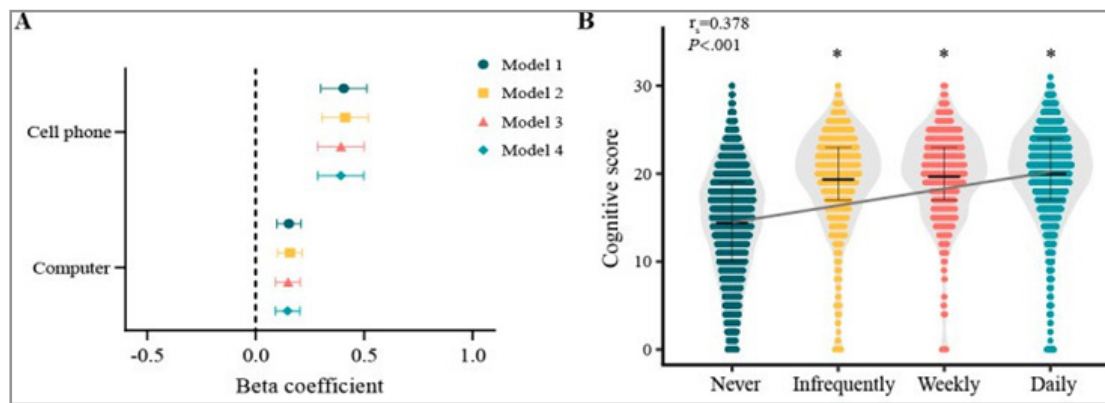 A
Model 1
Model 2
Model 3
Model 4
Cell phone
Computer
-0.5 0.0 0.5 1.0
Beta coefficient
B
rs=0.378
P<.001
* * *
30
20
10
0
Cognitive score
Never Infrequently Weekly Daily